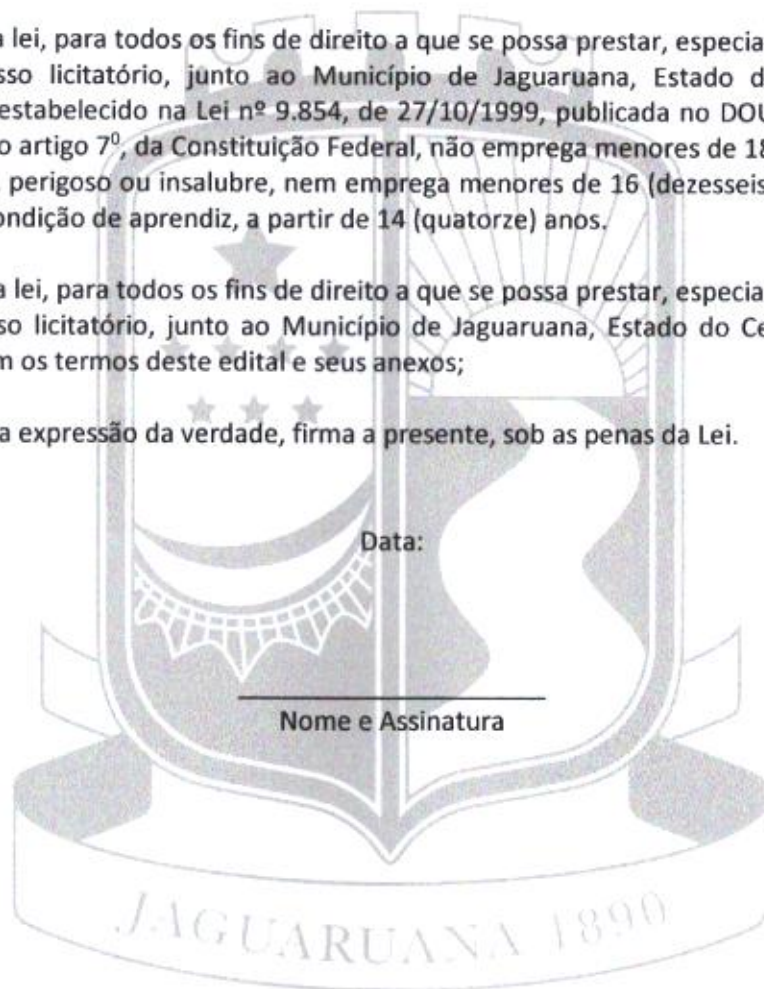 a lei, para todos os fins de direito a que se possa prestar, especia
sso licitatório, junto ao Município de Jaguaruana, Estado d
estabelecido na Lei nº 9.854, de 27/10/1999, publicada no DOU
o artigo 7⁰, da Constituição Federal, não emprega menores de 18
, perigoso ou insalubre, nem emprega menores de 16 (dezesseis
ondição de aprendiz, a partir de 14 (quatorze) anos.
a lei, para todos os fins de direito a que se possa prestar, especia
so licitatório, junto ao Município de Jaguaruana, Estado do Ce
m os termos deste edital e seus anexos;
a expressão da verdade, firma a presente, sob as penas da Lei.
Data:
Nome e Assinatura
JAGUARUANA 1890